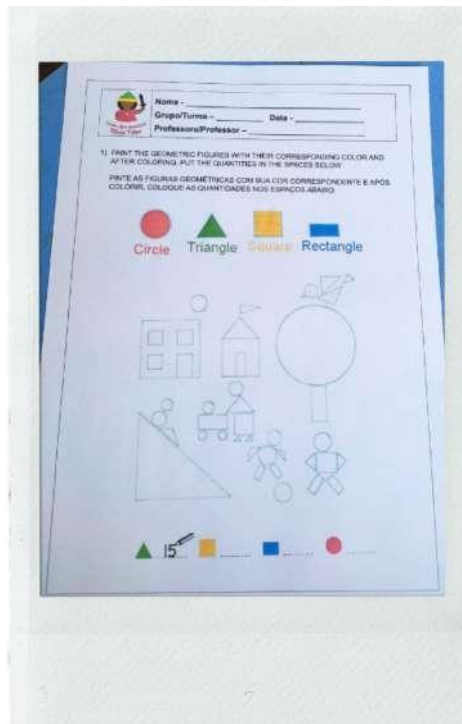 Nome -
Grupo/Turma - Data -
Professora/Professor -
1) PAINT THE GEOMETRIC FIGURES WITH THEIR CORRESPONDING COLOR AND
AFTER COLORING, PUT THE QUANTITIES IN THE SPACES BELOW
PINTE AS FIGURAS GEOMÉTRICAS COM SUA COR CORRESPONDENTE E APÓS
COLORIR, COLOQUE AS QUANTIDADES NOS ESPAÇOS ABAIXO
Circle Triangle Square Rectangle
15